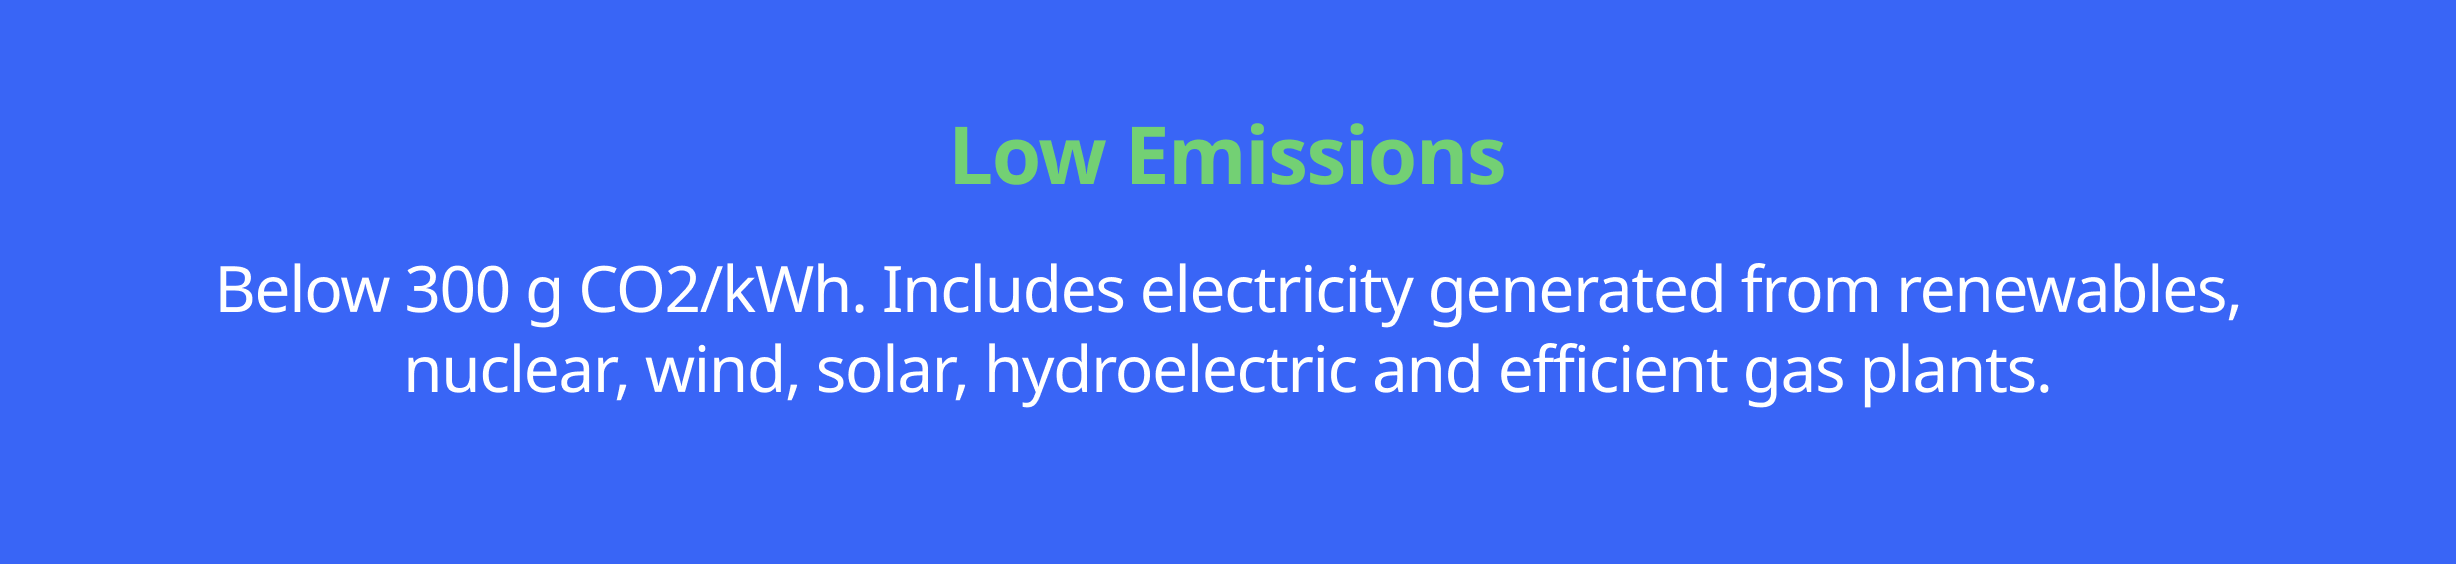 Low Emissions
Below 300 g CO2/kWh. Includes electricity generated from renewables,
nuclear, wind, solar, hydroelectric and efficient gas plants.